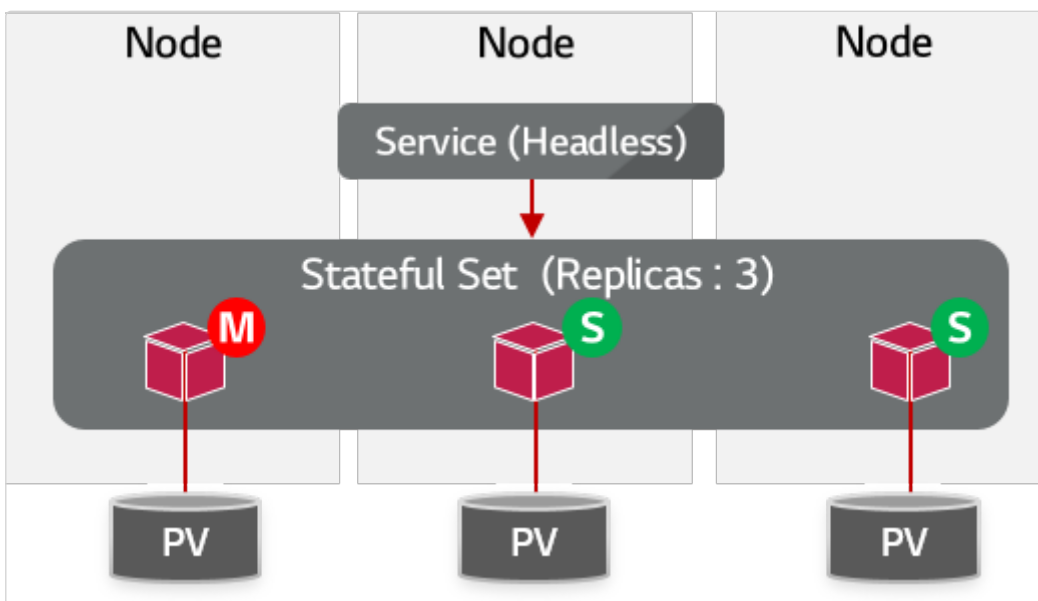 Node
Node
Node
Service (Headless)
Stateful Set (Replicas : 3)
M
S
S
PV
PV
PV